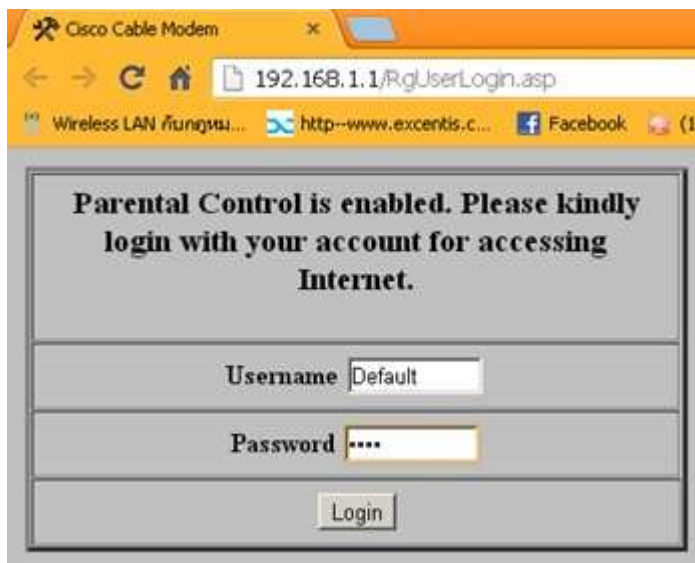 Cisco Cable Modem
192.168.1.1/RgUserLogin.asp
Wireless LAN กับกฎหม... http--www.excentis.c... Facebook (1
Parental Control is enabled. Please kindly
login with your account for accessing
Internet.
Username Default
Password ••••
Login